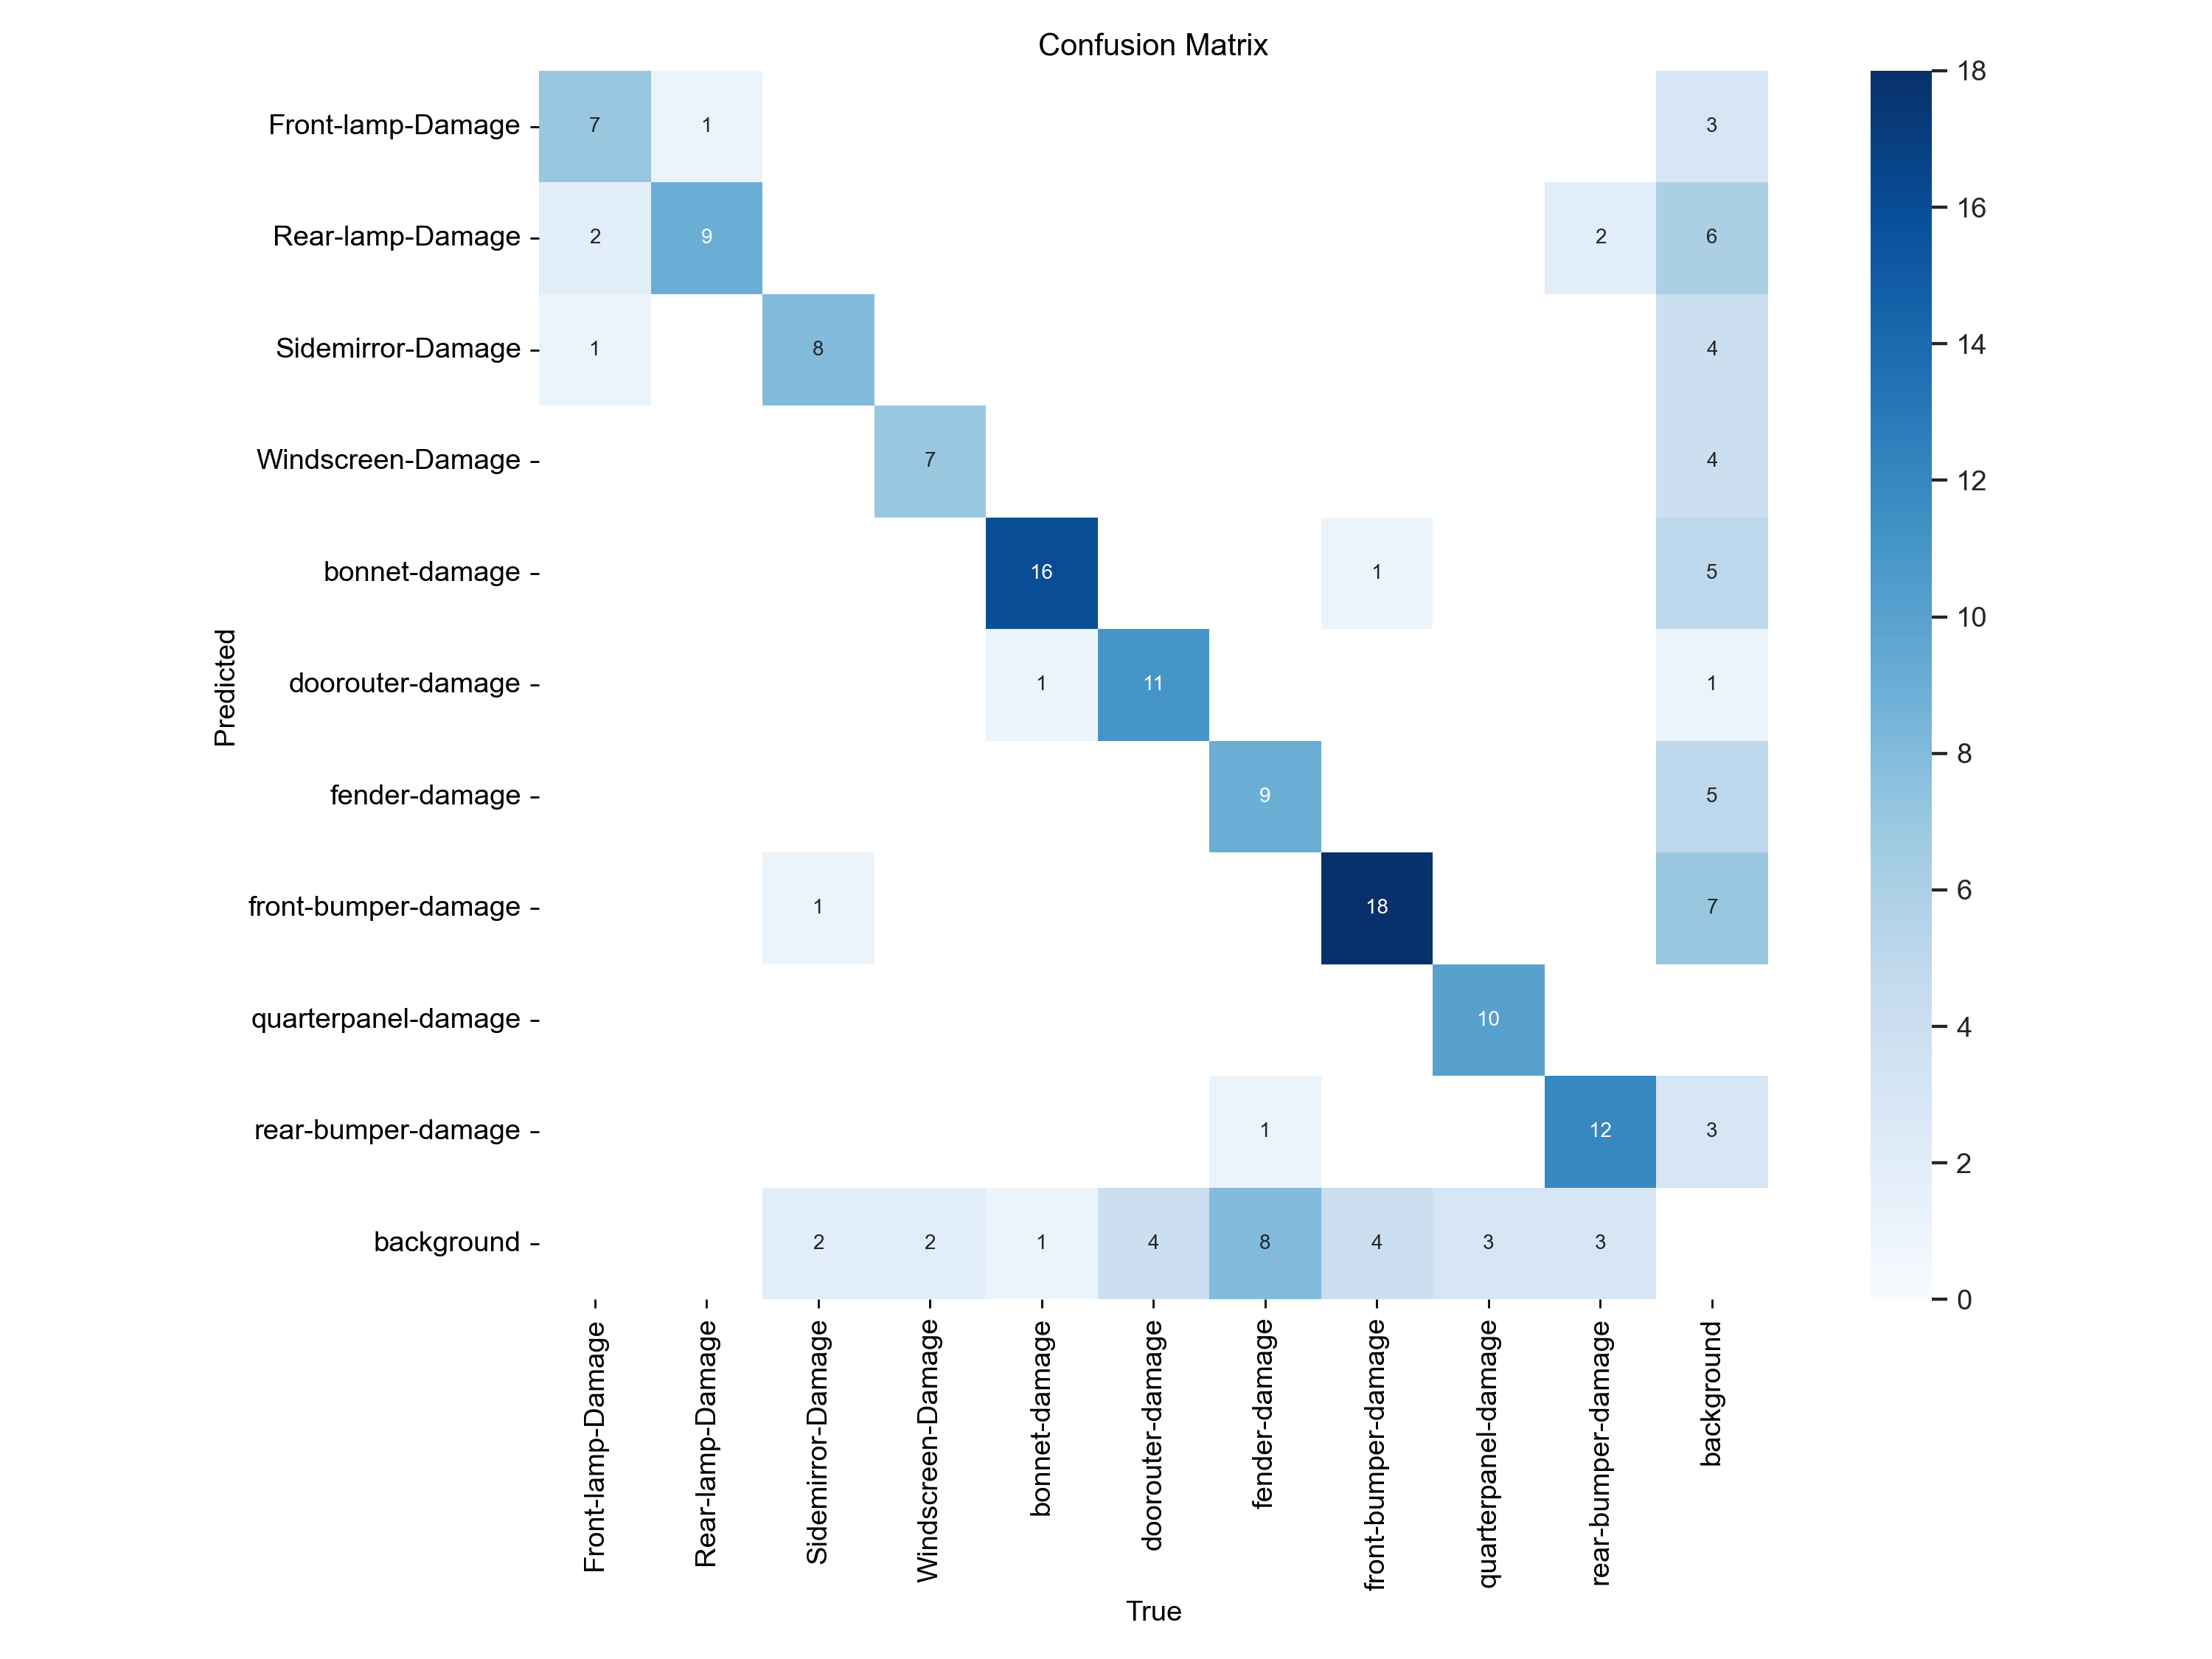 Confusion Matrix
Front-lamp-Damage 7 1 3
Rear-lamp-Damage 2 9 2 6
Sidemirror-Damage 1 8 4
Windscreen-Damage 7 4
bonnet-damage 16 1 5
doorouter-damage 1 11 1
fender-damage 9 5
front-bumper-damage 1 18 7
quarterpanel-damage 10
rear-bumper-damage 1 12 3
background 2 2 1 4 8 4 3 3
Predicted
Front-lamp-Damage
Rear-lamp-Damage
Sidemirror-Damage
Windscreen-Damage
bonnet-damage
doorouter-damage
fender-damage
front-bumper-damage
quarterpanel-damage
rear-bumper-damage
background
True
18
16
14
12
10
8
6
4
2
0